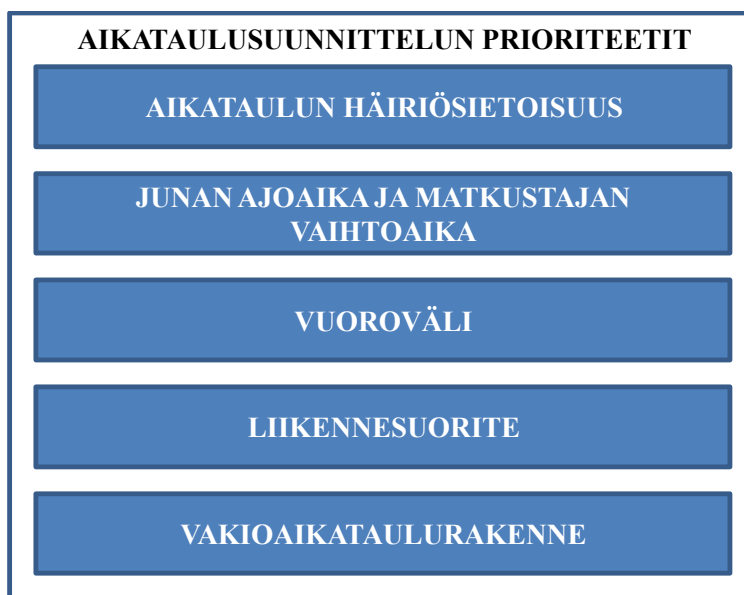 AIKATAULUSUUNNITTELUN PRIORITEETIT
AIKATAULUN HÄIRIÖSIETOISUUS
JUNAN AJOAIKA JA MATKUSTAJAN
VAIHTOAIKA
VUOROVÄLI
LIIKENNESUORITE
VAKIOAIKATAULURAKENNE